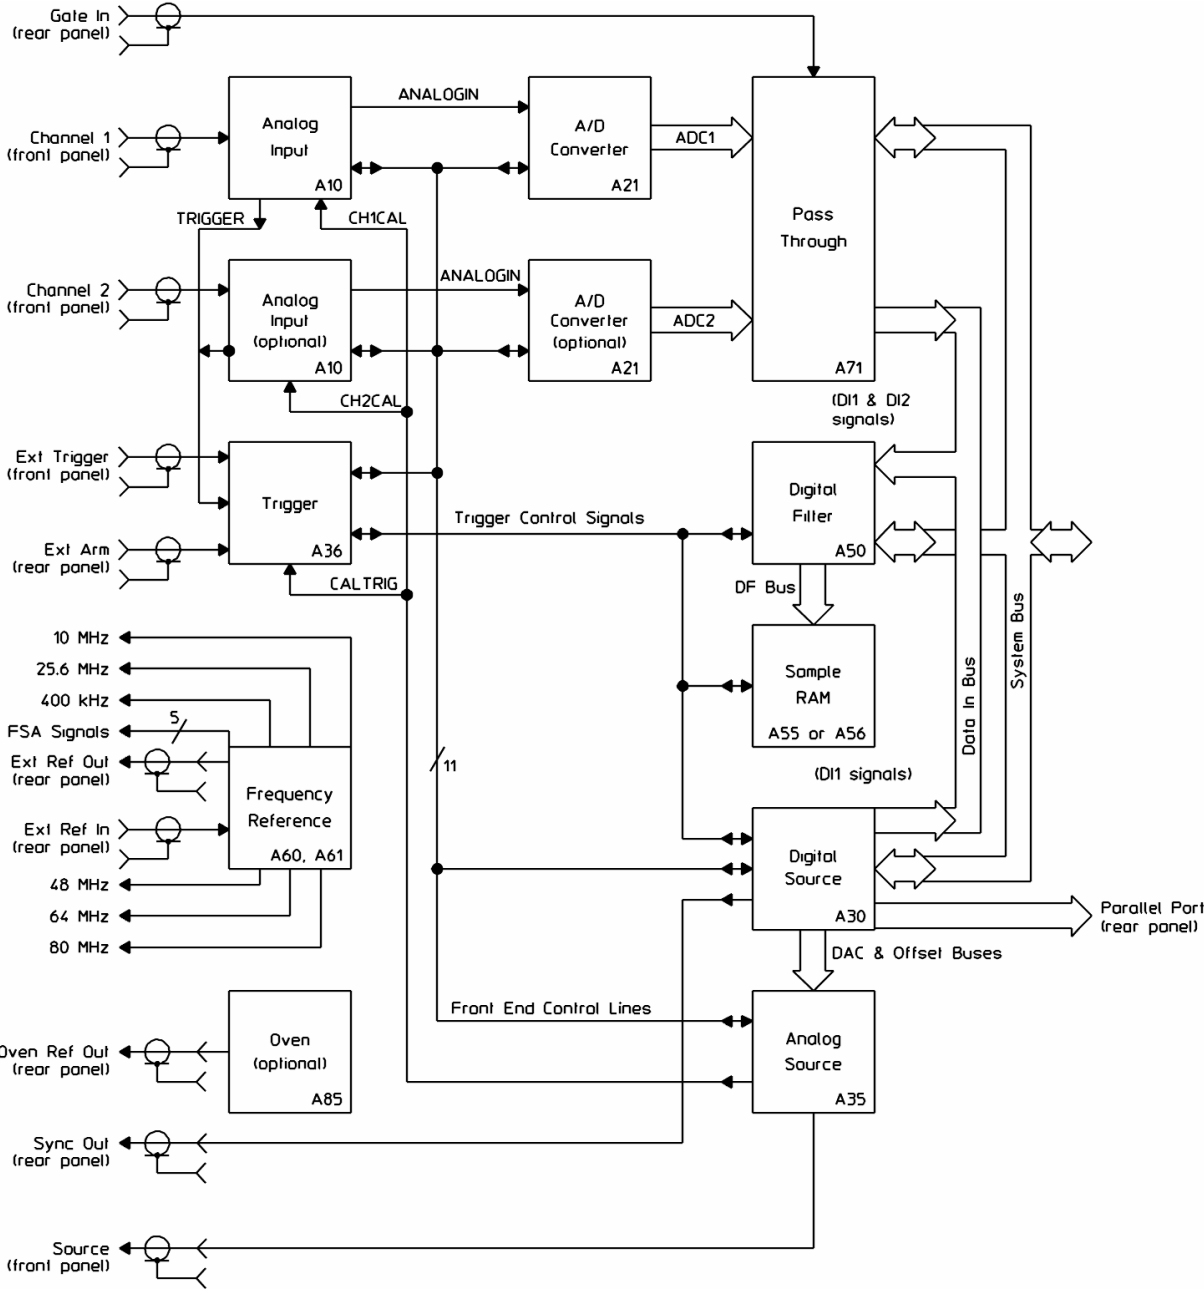 Gate In
(rear panel)
ANALOGIN
Analog
Input
A10
A/D
Converter
A21
ADC1
Channel 1
(front panel)
TRIGGER
CH1CAL
Pass
Through
A71
Channel 2
(front panel)
ANALOGIN
Analog
Input
(optional)
A10
A/D
Converter
(optional)
A21
ADC2
CH2CAL
(DI1 & DI2
signals)
Ext Trigger
(front panel)
Trigger
A36
Trigger Control Signals
Digital
Filter
A50
Ext Arm
(rear panel)
CALTRIG
DF Bus
System Bus
Data In Bus
10 MHz
25.6 MHz
400 kHz
FSA Signals
5
Sample
RAM
A55 or A56
Ext Ref Out
(rear panel)
11
(DI1 signals)
Frequency
Reference
A60, A61
Ext Ref In
(rear panel)
Digital
Source
A30
48 MHz
64 MHz
80 MHz
Parallel Port
(rear panel)
DAC & Offset Buses
Front End Control Lines
Oven
(optional)
A85
Analog
Source
A35
Oven Ref Out
(rear panel)
Sync Out
(rear panel)
Source
(front panel)